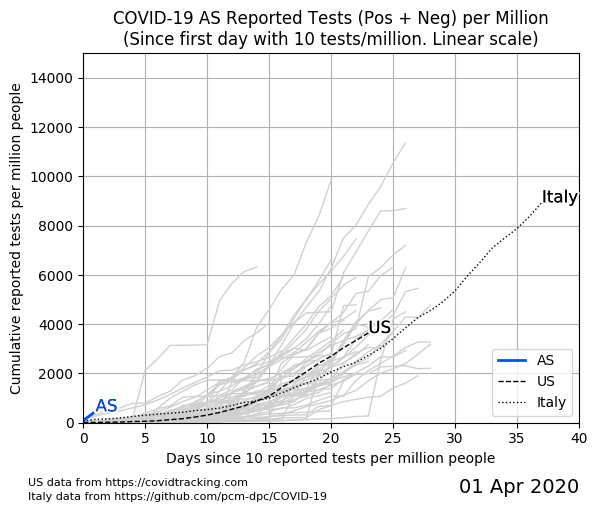 COVID-19 AS Reported Tests (Pos + Neg) per Million
(Since first day with 10 tests/million. Linear scale)
Cumulative reported tests per million people
14000
12000
10000
8000
6000
4000
2000
0
Italy
US
AS
AS
US
Italy
0 5 10 15 20 25 30 35 40
Days since 10 reported tests per million people
US data from https://covidtracking.com
Italy data from https://github.com/pcm-dpc/COVID-19
01 Apr 2020